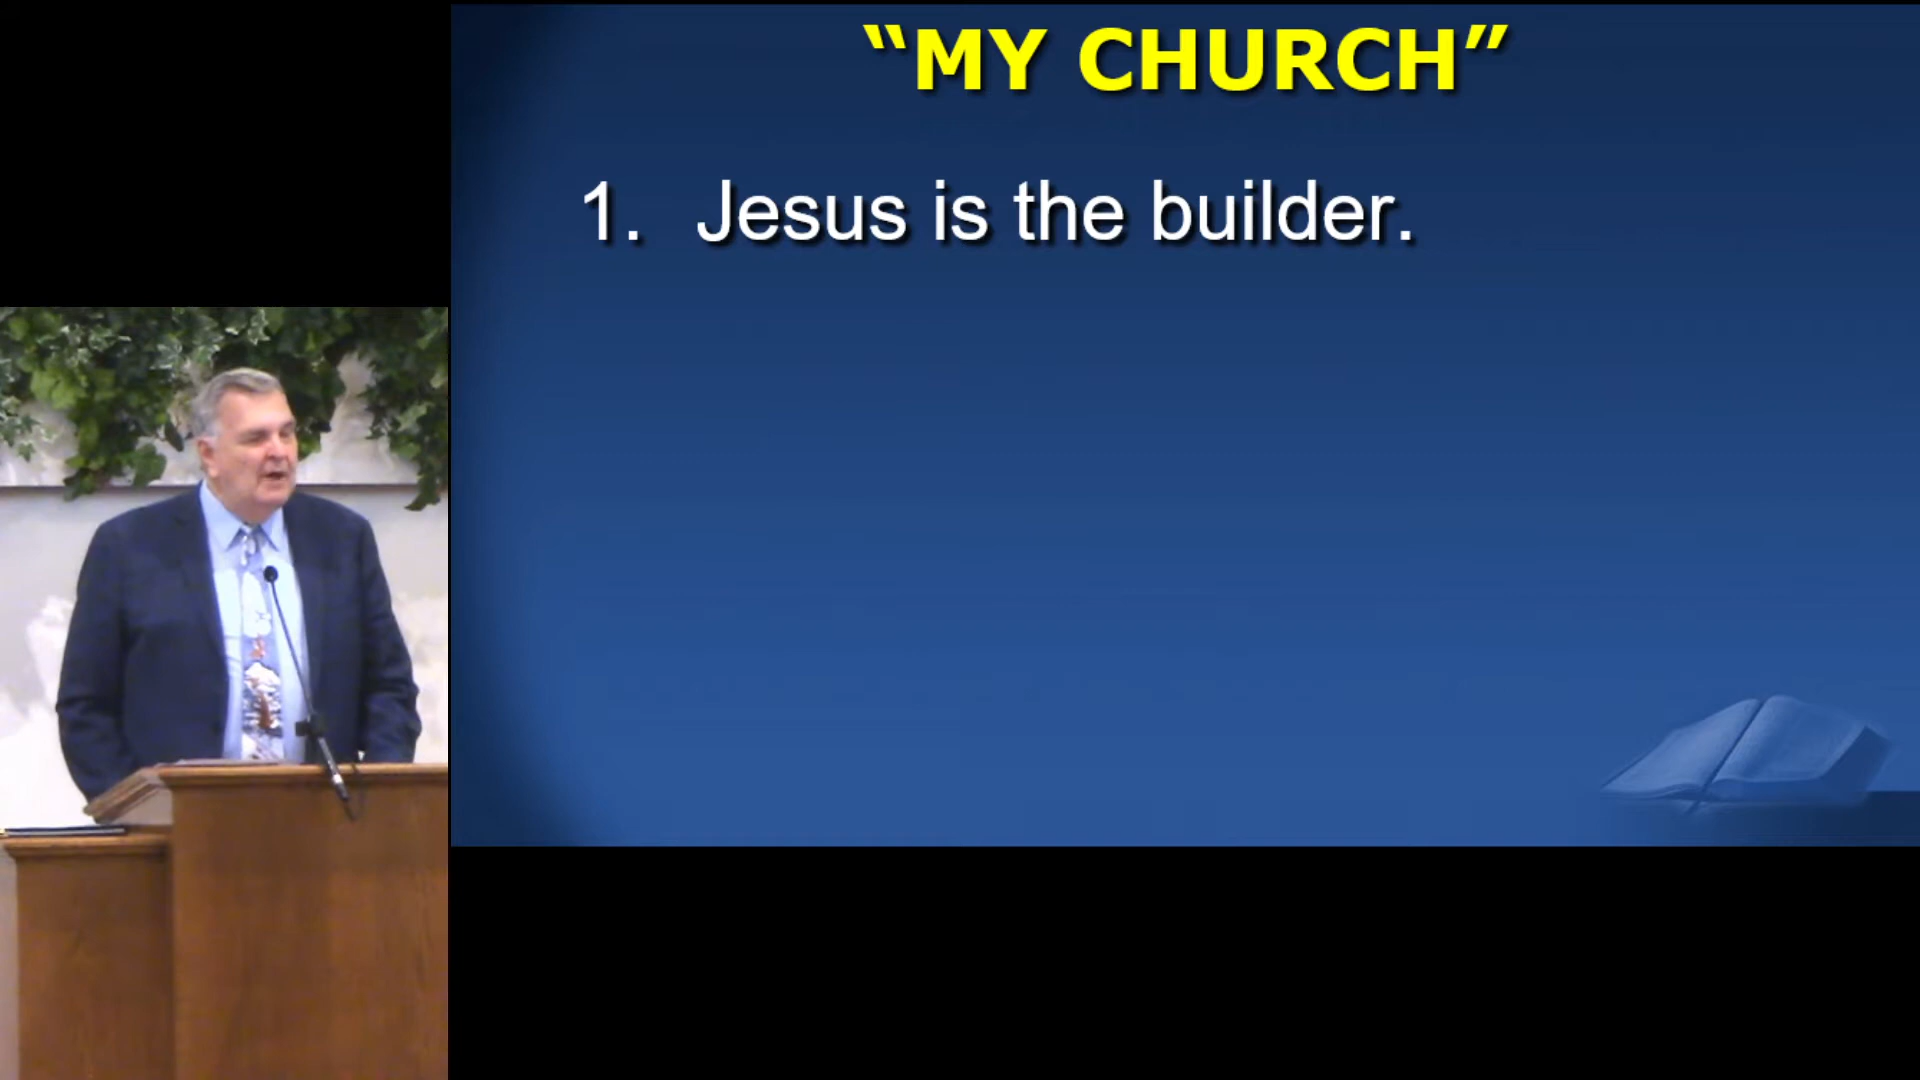 “MY CHURCH”
1. Jesus is the builder.